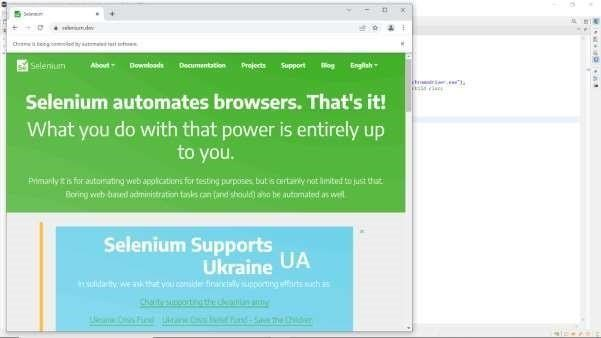 Selenium
selenium.dev
Chrome is being controlled by automated test software.
Selenium About Downloads Documentation Projects Support Blog English
Selenium automates browsers. That's it!
What you do with that power is entirely up
to you.
Primarily it is for automating web applications for testing purposes, but is certainly not limited to just that.
Boring web-based administration tasks can (and should) also be automated as well.
Selenium Supports
Ukraine UA
In solidarity, we ask that you consider financially supporting efforts such as:
Charity supporting the Ukrainian army
Ukraine Crisis Fund Ukraine Crisis Relief Fund – Save the Children
chromedriver.exe");
child class